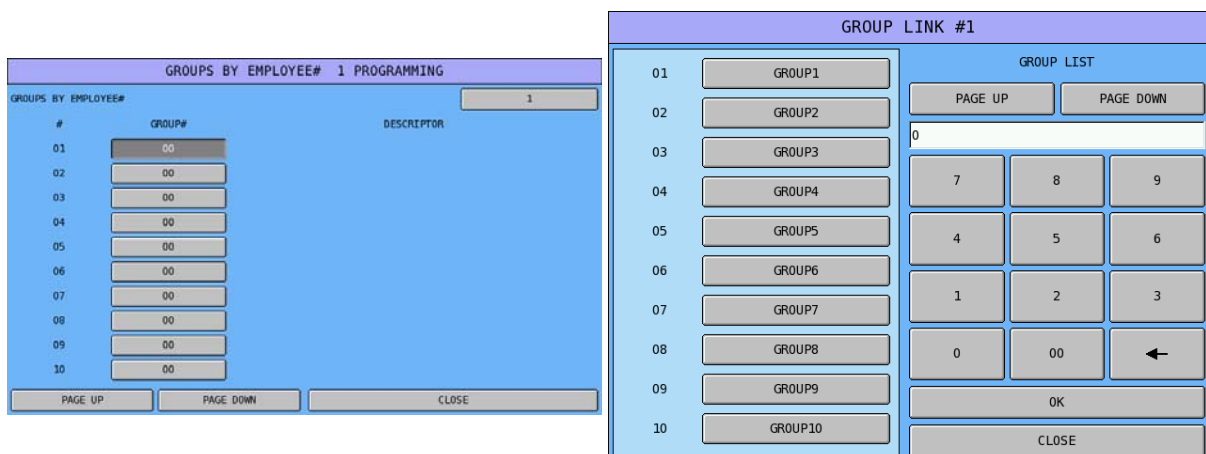 GROUPS BY EMPLOYEE# 1 PROGRAMMING
GROUPS BY EMPLOYEE# 1
# GROUP# DESCRIPTOR
01 00
02 00
03 00
04 00
05 00
06 00
07 00
08 00
09 00
10 00
PAGE UP PAGE DOWN CLOSE
GROUP LINK #1
01 GROUP1
02 GROUP2
03 GROUP3
04 GROUP4
05 GROUP5
06 GROUP6
07 GROUP7
08 GROUP8
09 GROUP9
10 GROUP10
GROUP LIST
PAGE UP PAGE DOWN
0
7 8 9
4 5 6
1 2 3
0 00 ←
OK
CLOSE